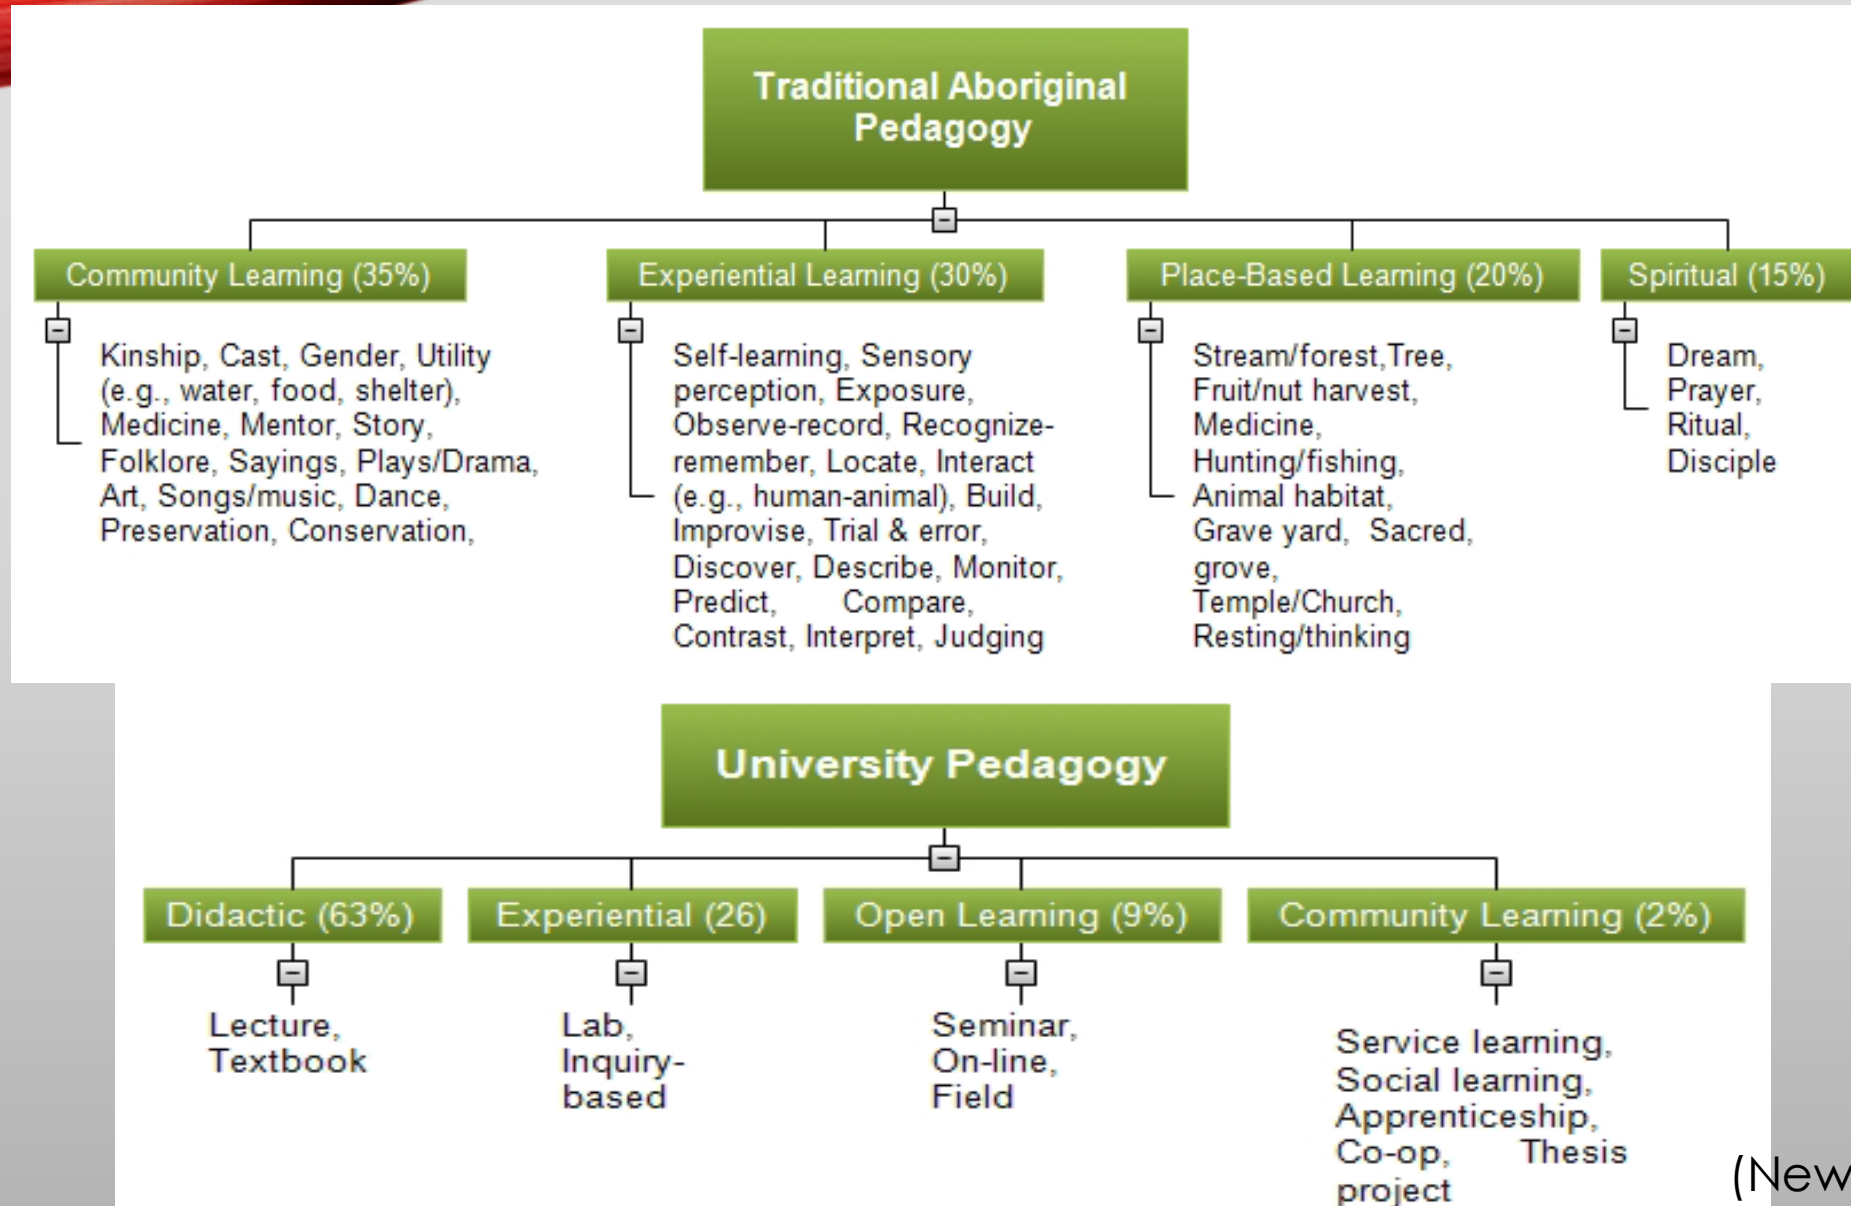 Traditional Aboriginal
Pedagogy
Community Learning (35%)
Kinship, Cast, Gender, Utility
(e.g., water, food, shelter),
Medicine, Mentor, Story,
Folklore, Sayings, Plays/Drama,
Art, Songs/music, Dance,
Preservation, Conservation,
Experiential Learning (30%)
Self-learning, Sensory
perception, Exposure,
Observe-record, Recognize-
remember, Locate, Interact
(e.g., human-animal), Build,
Improvise, Trial & error,
Discover, Describe, Monitor,
Predict, Compare,
Contrast, Interpret, Judging
Place-Based Learning (20%)
Stream/forest,Tree,
Fruit/nut harvest,
Medicine,
Hunting/fishing,
Animal habitat,
Grave yard, Sacred,
grove,
Temple/Church,
Resting/thinking
Spiritual (15%)
Dream,
Prayer,
Ritual,
Disciple
University Pedagogy
Didactic (63%)
Lecture,
Textbook
Experiential (26)
Lab,
Inquiry-
based
Open Learning (9%)
Seminar,
On-line,
Field
Community Learning (2%)
Service learning,
Social learning,
Apprenticeship,
Co-op, Thesis
project
(New